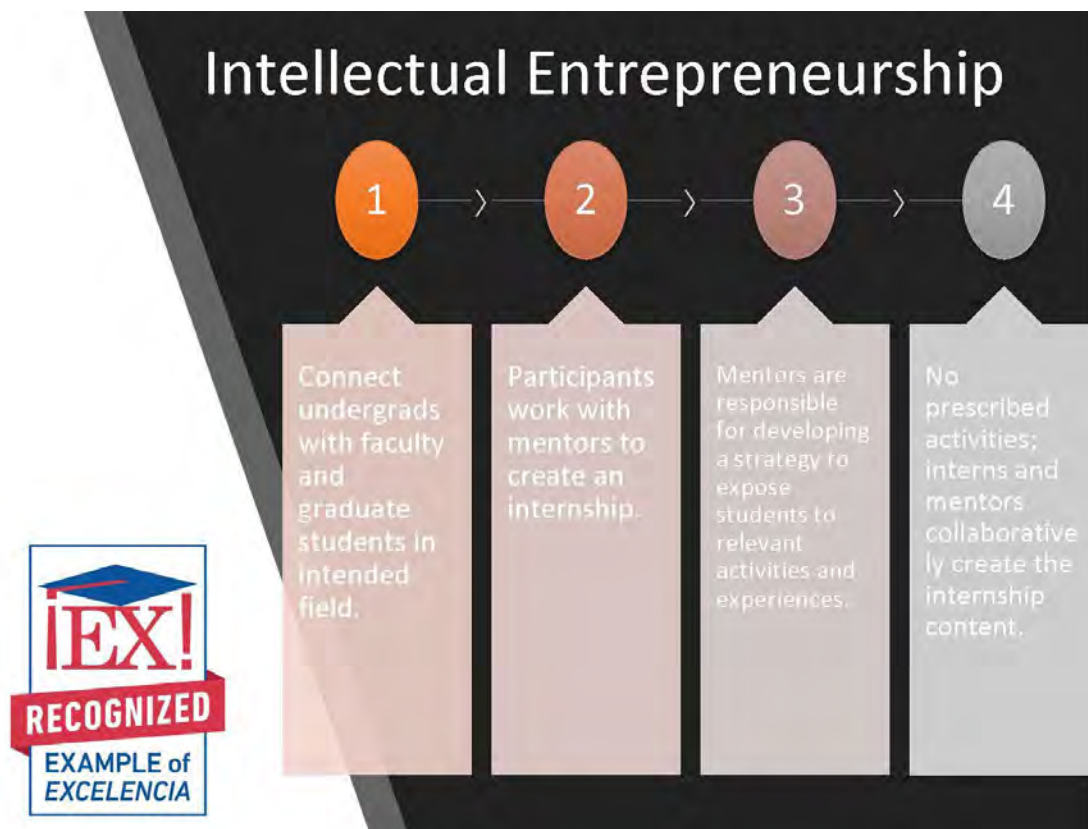 Intellectual Entrepreneurship
1
2
3
4
Connect
undergrads
with faculty
and
graduate
students in
intended
field.
Participants
work with
mentors to
create an
internship.
Mentors are
responsible
for developing
a strategy to
expose
students to
relevant
activities and
experiences.
No
prescribed
activities;
interns and
mentors
collaborative
ly create the
internship
content.
¡EX!
RECOGNIZED
EXAMPLE of
EXCELENCIA